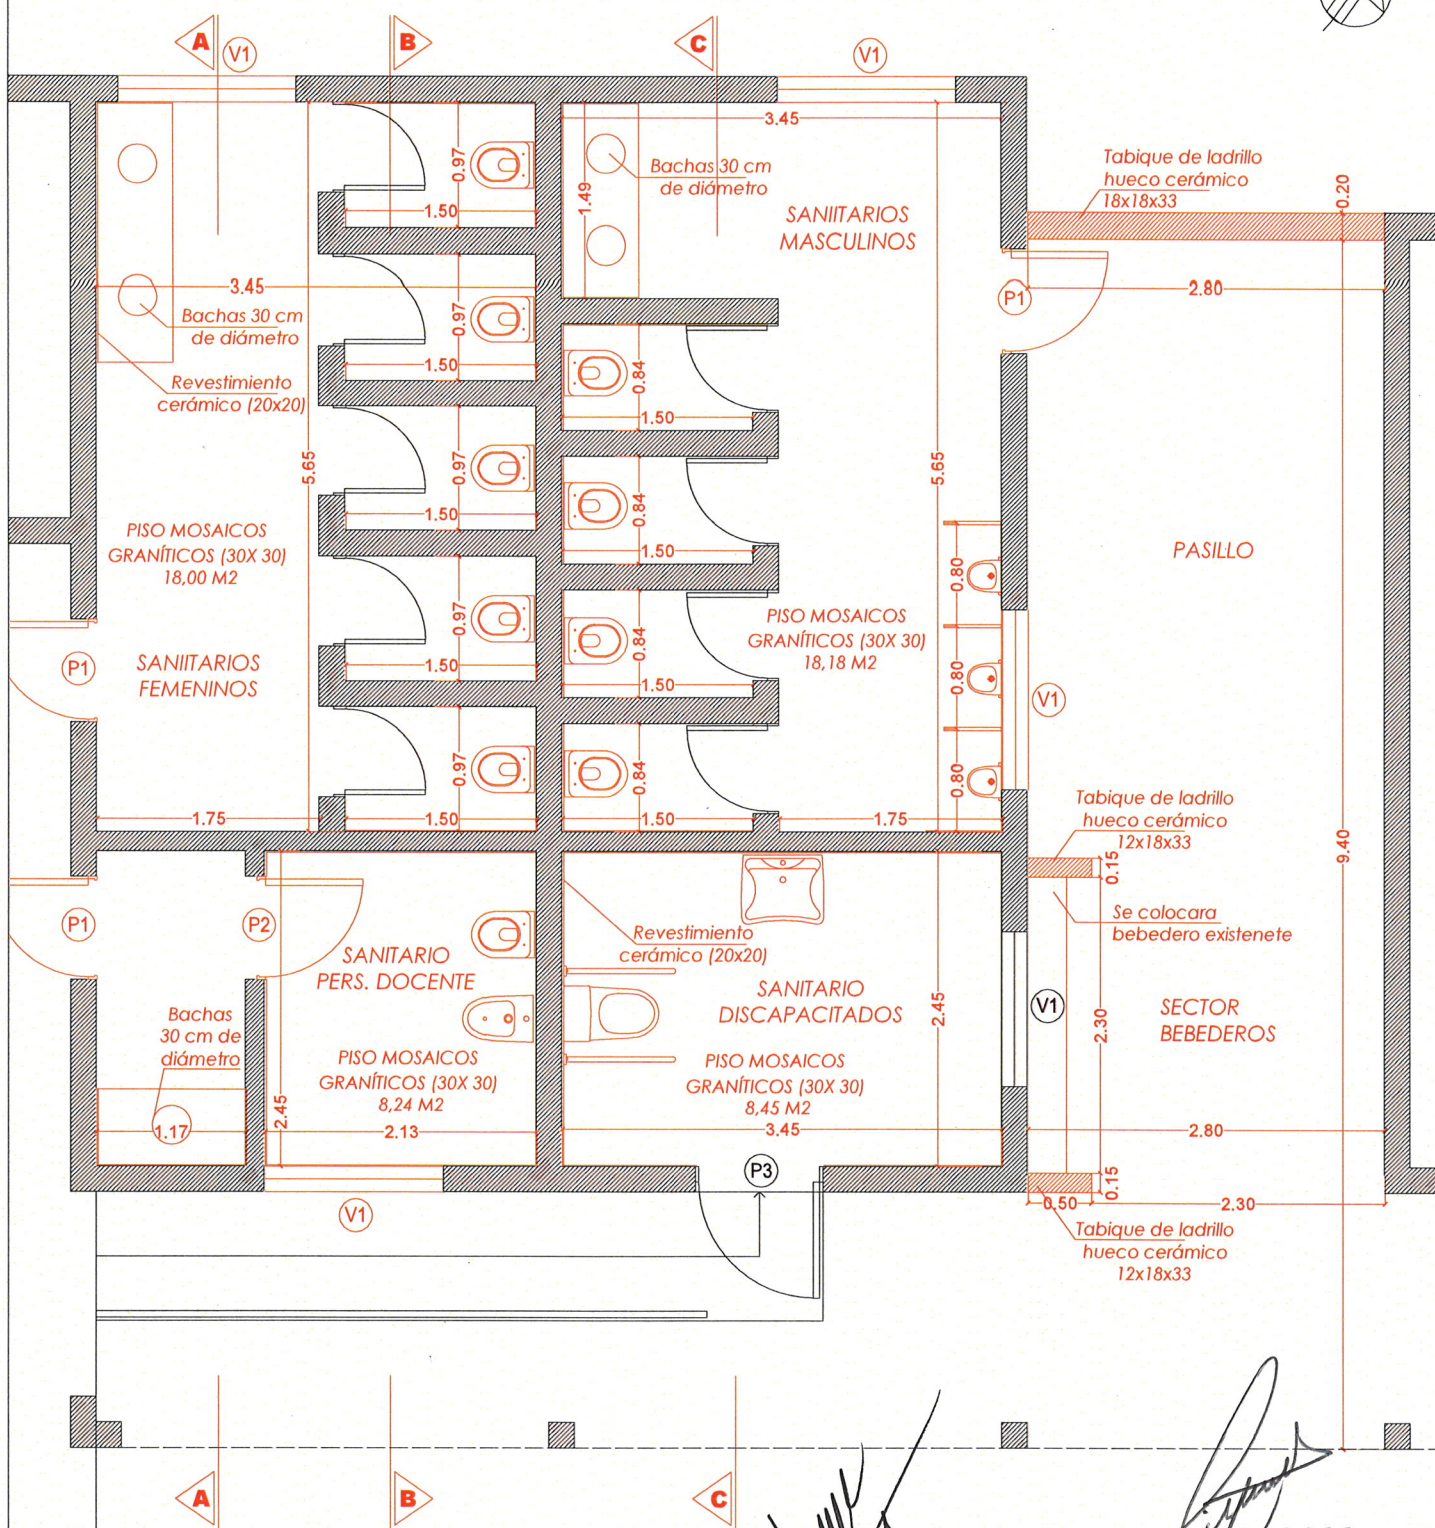 A
V1
B
C
V1
3.45
0.97
Bachas 30 cm
de diámetro
1.49
1.50
SANIITARIOS
MASCULINOS
Tabique de ladrillo
hueco cerámico
18x18x33
0.20
3.45
Bachas 30 cm
de diámetro
0.97
1.50
P1
2.80
Revestimiento
cerámico (20x20)
0.84
1.50
5.65
0.97
1.50
5.65
0.84
1.50
PISO MOSAICOS
GRANÍTICOS (30X 30)
18,00 M2
PASILLO
0.80
0.97
1.50
0.84
1.50
PISO MOSAICOS
GRANÍTICOS (30X 30)
18,18 M2
P1
SANIITARIOS
FEMENINOS
0.80
V1
0.97
1.50
0.84
1.50
0.80
1.75
1.75
Tabique de ladrillo
hueco cerámico
12x18x33
9.40
0.15
P1
P2
SANITARIO
PERS. DOCENTE
Revestimiento
cerámico (20x20)
Se colocara
bebedero existenete
SANITARIO
DISCAPACITADOS
2.45
V1
2.30
SECTOR
BEBEDEROS
Bachas
30 cm de
diámetro
PISO MOSAICOS
GRANÍTICOS (30X 30)
8,24 M2
PISO MOSAICOS
GRANÍTICOS (30X 30)
8,45 M2
2.45
1.17
2.13
3.45
2.80
P3
0.15
V1
0.50
2.30
Tabique de ladrillo
hueco cerámico
12x18x33
A
B
C